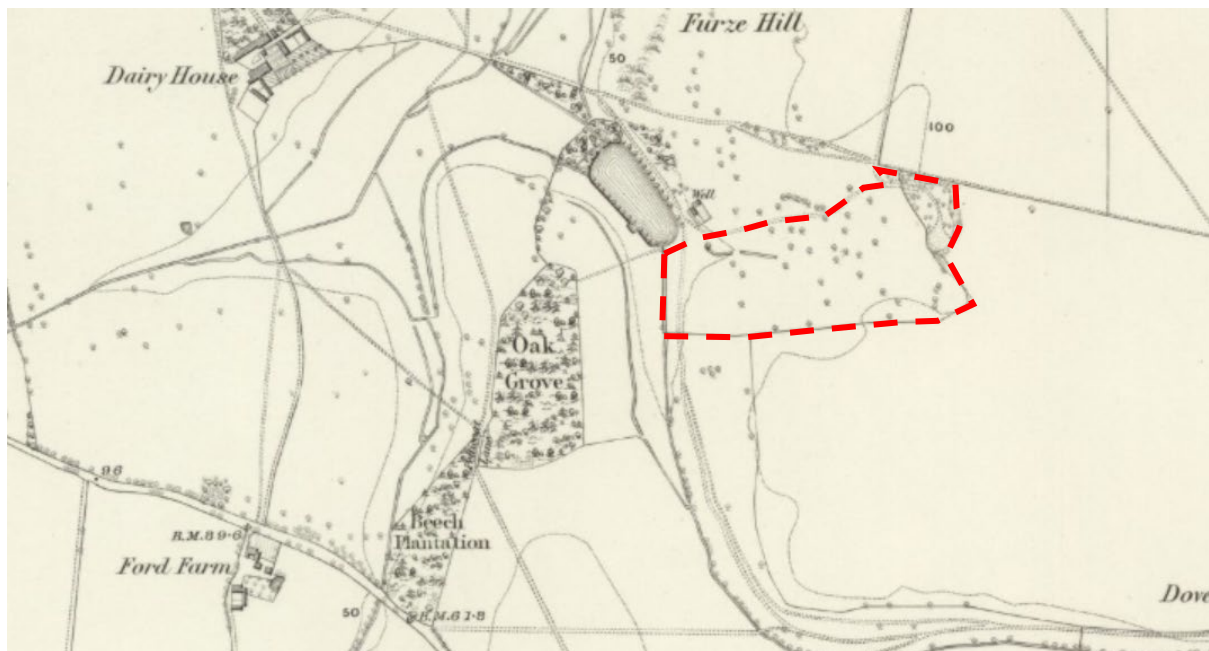 Furze Hill
50
Dairy House
100
Well
Oak
Grove
96
B.M.89·6
Beech
Plantation
Ford Farm
50
B.M.61·8
Dove